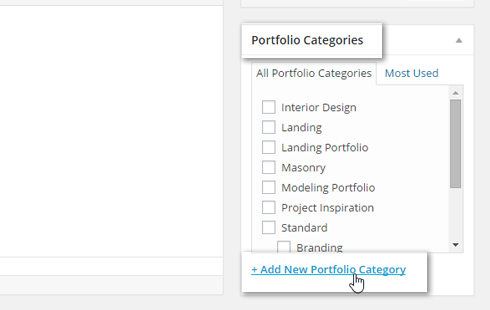 Portfolio Categories
All Portfolio Categories Most Used
Interior Design
Landing
Landing Portfolio
Masonry
Modeling Portfolio
Project Inspiration
Standard
Branding
+ Add New Portfolio Category